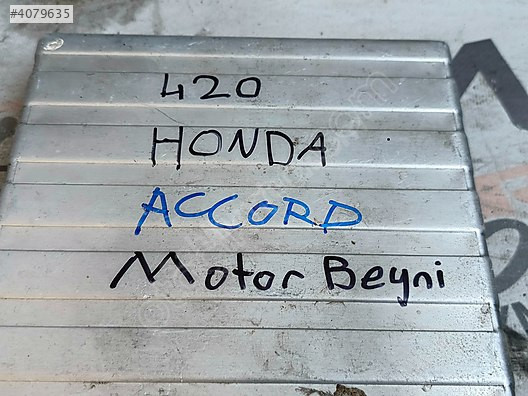 #4079635
420
HONDA
ACCORD
Motor Beyni